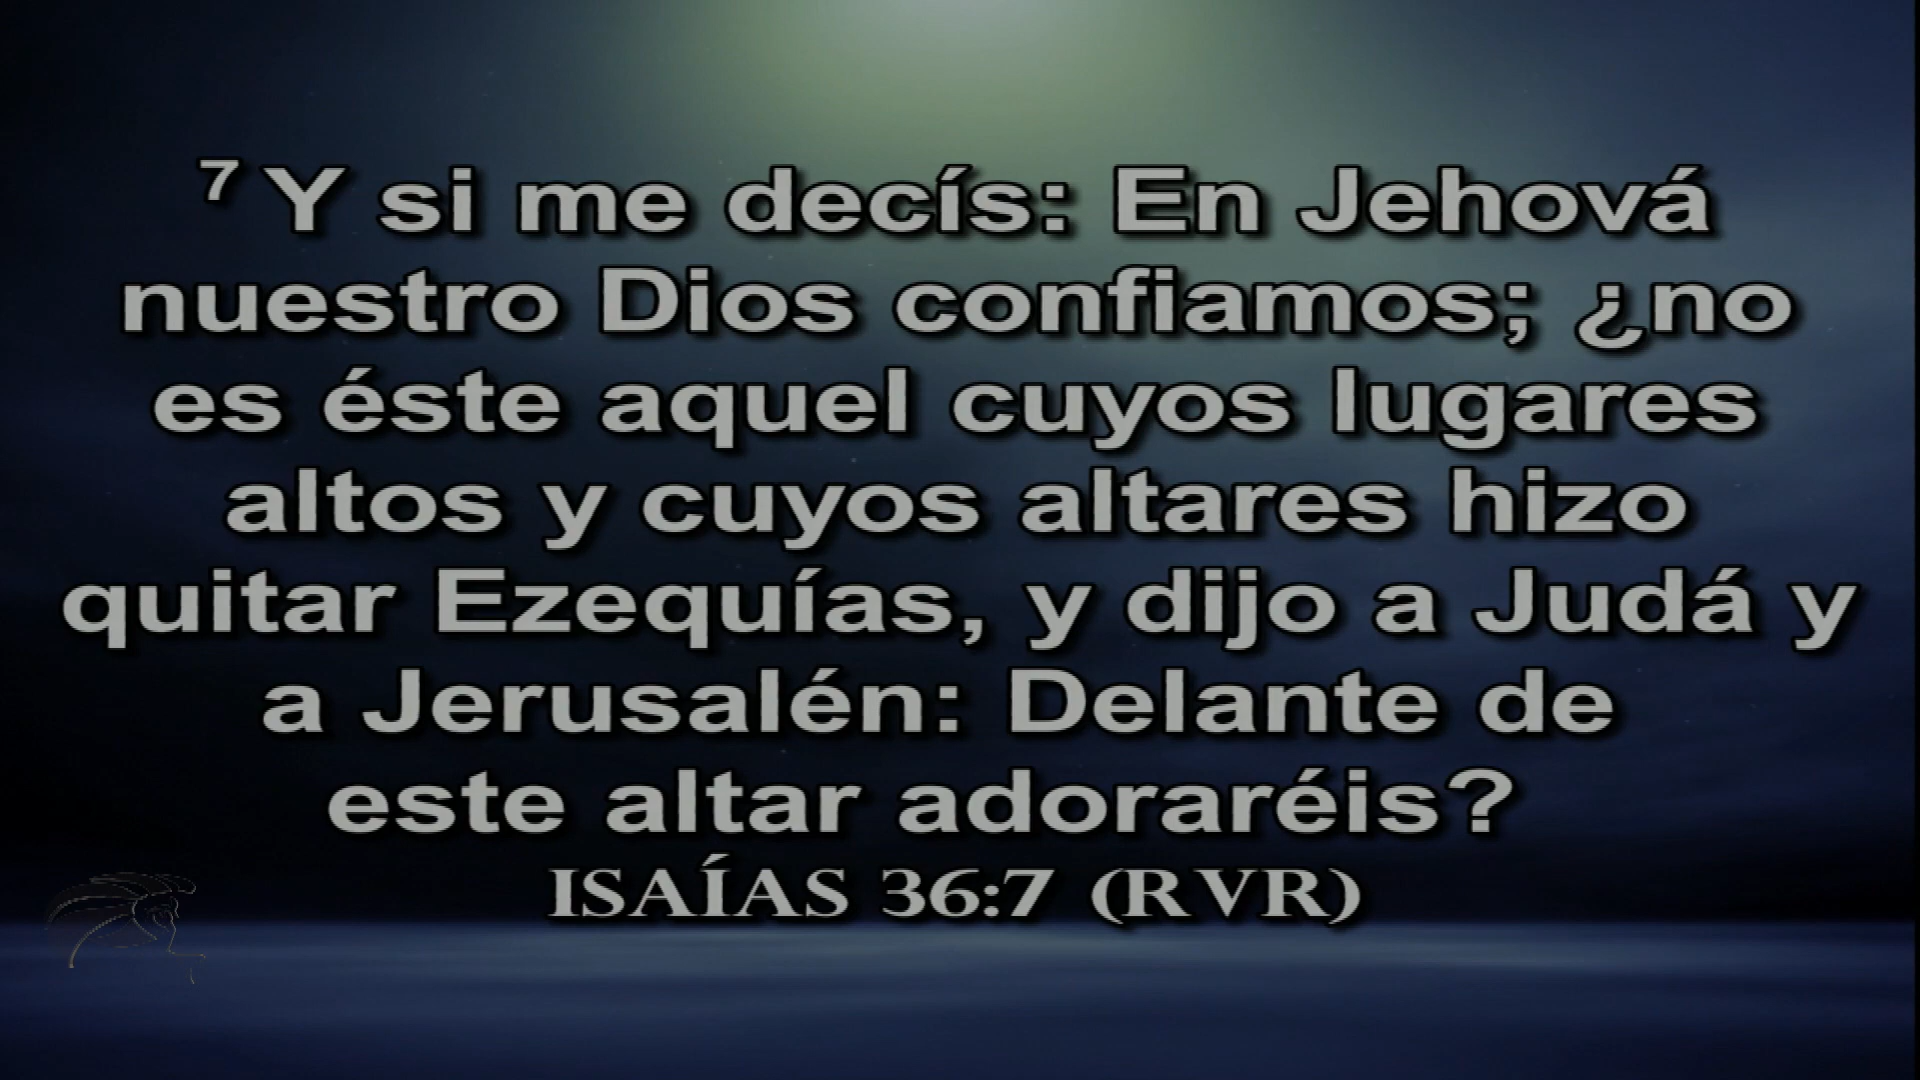 7 Y si me decís: En Jehová
nuestro Dios confiamos; ¿no
es éste aquel cuyos lugares
altos y cuyos altares hizo
quitar Ezequías, y dijo a Judá y
a Jerusalén: Delante de
este altar adoraréis?
ISAÍAS 36:7 (RVR)